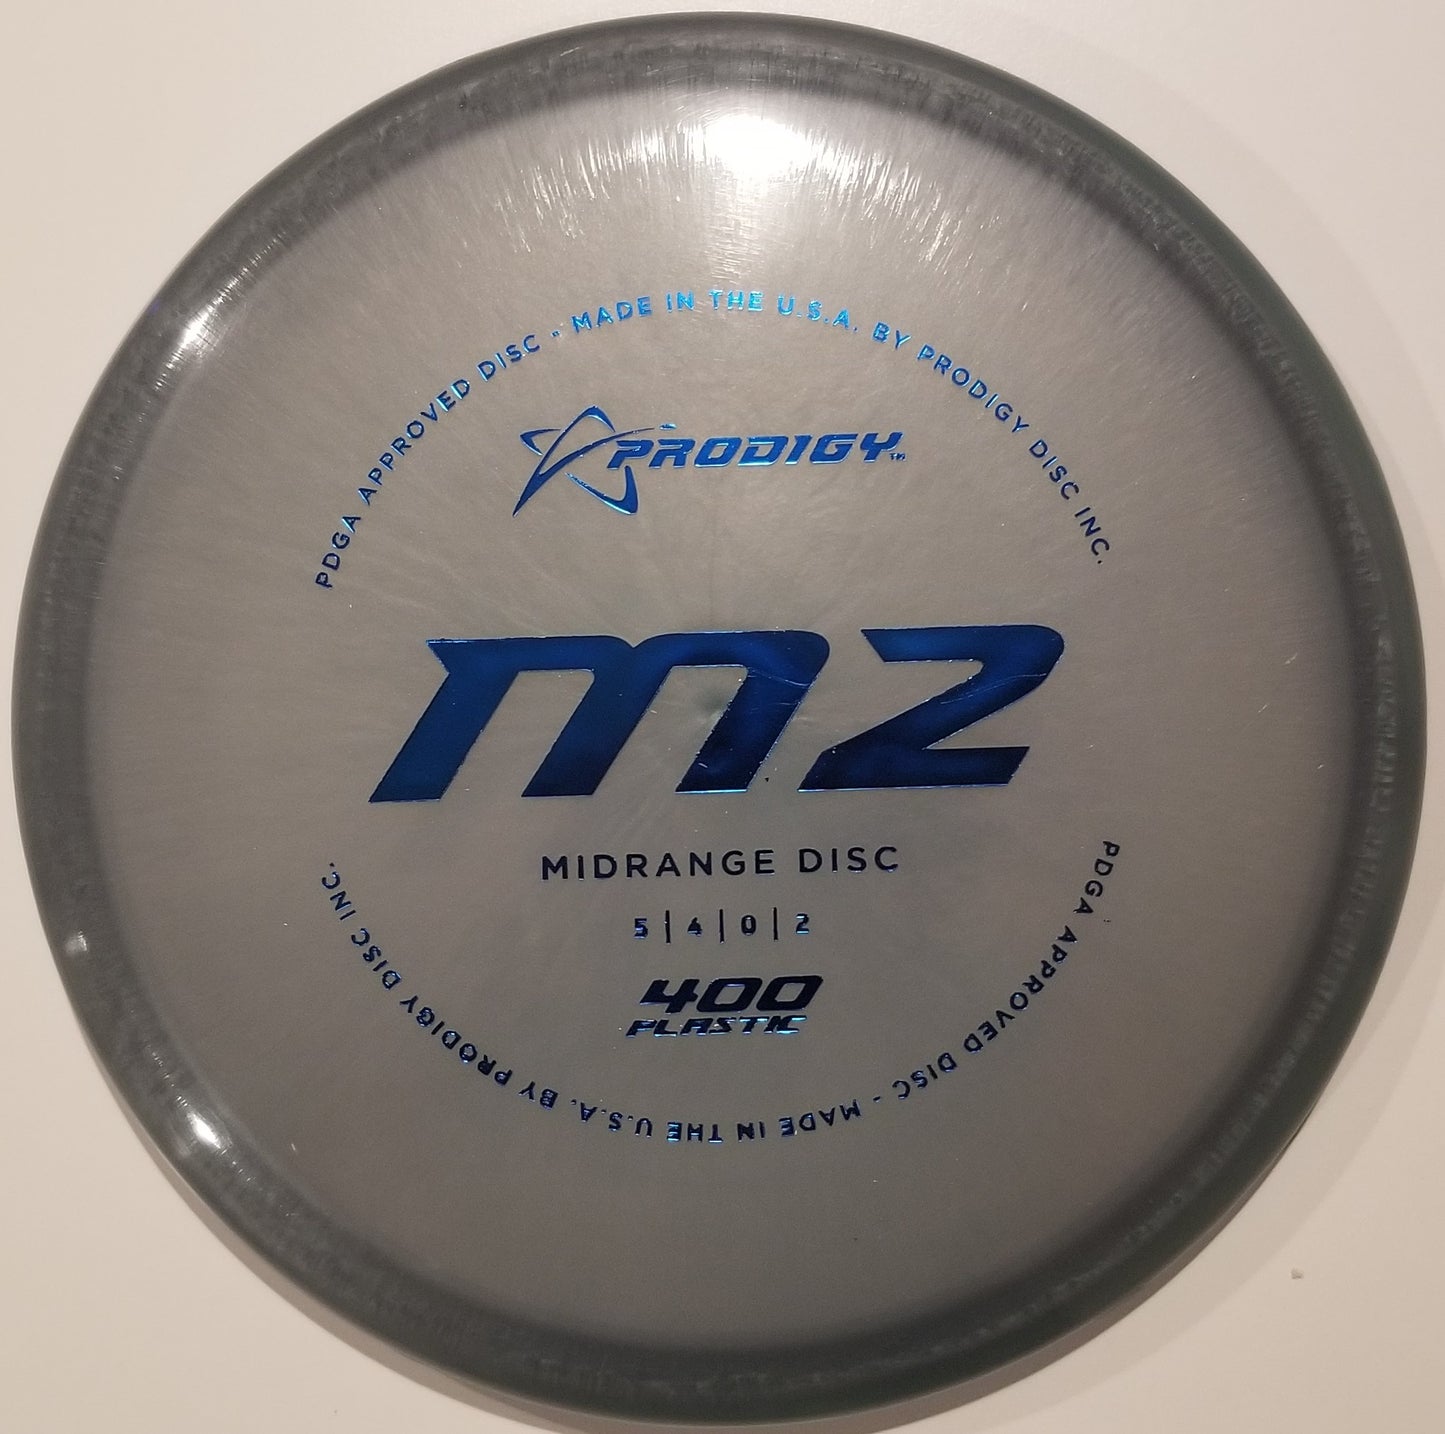 PDGA APPROVED DISC - MADE IN THE U.S.A. BY PRODIGY DISC INC.
PRODIGY™
M2
MIDRANGE DISC
5 | 4 | 0 | 2
400
PLASTIC
PDGA APPROVED DISC - MADE IN THE U.S.A. BY PRODIGY DISC INC.